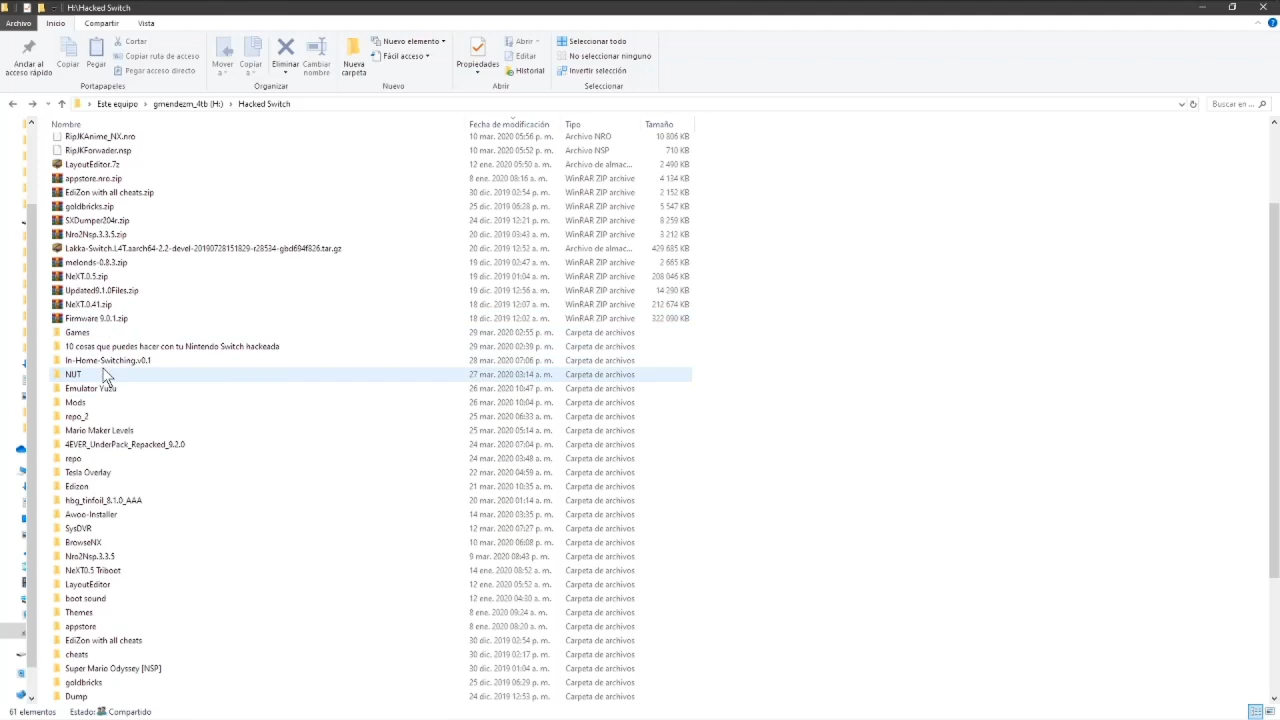 H:\Hacked Switch
Archivo Inicio Compartir Vista
Andar al acceso rápido
Copiar
Pegar
Cortar
Copiar ruta de acceso
Pegar acceso directo
Portapapeles
Mover a
Copiar a
Eliminar
Cambiar nombre
Organizar
Nueva carpeta
Nuevo elemento
Fácil acceso
Nuevo
Propiedades
Abrir
Editar
Historial
Abrir
Seleccionar todo
No seleccionar ninguno
Invertir selección
Seleccionar
Este equipo > gmendezm_4tb (H:) > Hacked Switch
Buscar en ...
Nombre Fecha de modificación Tipo Tamaño
RipJKAnime_NX.nro 10 mar. 2020 05:56 p. m. Archivo NRO 10 806 KB
RipJKForwader.nsp 10 mar. 2020 05:52 p. m. Archivo NSP 710 KB
LayoutEditor.7z 12 ene. 2020 05:50 a. m. Archivo de almac... 2 490 KB
appstore.nro.zip 8 ene. 2020 08:16 a. m. WinRAR ZIP archive 4 134 KB
EdiZon with all cheats.zip 30 dic. 2019 02:54 p. m. WinRAR ZIP archive 2 152 KB
goldbricks.zip 25 dic. 2019 06:28 p. m. WinRAR ZIP archive 5 547 KB
SXDumper204r.zip 24 dic. 2019 12:21 p. m. WinRAR ZIP archive 8 259 KB
Nro2Nsp.3.3.5.zip 20 dic. 2019 03:43 a. m. WinRAR ZIP archive 3 212 KB
Lakka-Switch.L4T.aarch64-2.2-devel-20190728151829-r28534-gbd694f826.tar.gz 20 dic. 2019 12:52 a. m. Archivo de almac... 429 685 KB
melonds-0.8.3.zip 19 dic. 2019 02:47 a. m. WinRAR ZIP archive 2 665 KB
NeXT.0.5.zip 19 dic. 2019 01:04 a. m. WinRAR ZIP archive 208 046 KB
Updated9.1.0Files.zip 19 dic. 2019 12:56 a. m. WinRAR ZIP archive 14 290 KB
NeXT.0.41.zip 18 dic. 2019 12:07 a. m. WinRAR ZIP archive 212 674 KB
Firmware 9.0.1.zip 18 dic. 2019 12:02 a. m. WinRAR ZIP archive 322 090 KB
Games 29 mar. 2020 02:55 p. m. Carpeta de archivos
10 cosas que puedes hacer con tu Nintendo Switch hackeada 29 mar. 2020 02:39 p. m. Carpeta de archivos
In-Home-Switching.v0.1 28 mar. 2020 07:06 p. m. Carpeta de archivos
NUT 27 mar. 2020 03:14 a. m. Carpeta de archivos
Emulator Yuzu 26 mar. 2020 10:47 p. m. Carpeta de archivos
Mods 26 mar. 2020 10:04 p. m. Carpeta de archivos
repo_2 25 mar. 2020 06:33 a. m. Carpeta de archivos
Mario Maker Levels 25 mar. 2020 05:14 a. m. Carpeta de archivos
4EVER_UnderPack_Repacked_9.2.0 24 mar. 2020 07:04 p. m. Carpeta de archivos
repo 24 mar. 2020 03:48 a. m. Carpeta de archivos
Tesla Overlay 22 mar. 2020 04:59 a. m. Carpeta de archivos
Edizon 21 mar. 2020 10:35 a. m. Carpeta de archivos
hbg_tinfoil_8.1.0_AAA 20 mar. 2020 01:14 a. m. Carpeta de archivos
Awoo-Installer 14 mar. 2020 03:35 p. m. Carpeta de archivos
SysDVR 12 mar. 2020 07:27 p. m. Carpeta de archivos
BrowseNX 10 mar. 2020 06:08 p. m. Carpeta de archivos
Nro2Nsp.3.3.5 9 mar. 2020 08:43 p. m. Carpeta de archivos
NeXT0.5 Triboot 14 ene. 2020 08:52 a. m. Carpeta de archivos
LayoutEditor 12 ene. 2020 05:52 a. m. Carpeta de archivos
boot sound 12 ene. 2020 04:30 a. m. Carpeta de archivos
Themes 8 ene. 2020 09:24 a. m. Carpeta de archivos
appstore 8 ene. 2020 08:20 a. m. Carpeta de archivos
EdiZon with all cheats 30 dic. 2019 02:54 p. m. Carpeta de archivos
cheats 30 dic. 2019 02:17 p. m. Carpeta de archivos
Super Mario Odyssey [NSP] 30 dic. 2019 01:04 a. m. Carpeta de archivos
goldbricks 25 dic. 2019 06:29 p. m. Carpeta de archivos
Dump 24 dic. 2019 12:53 p. m. Carpeta de archivos
61 elementos Estado: Compartido